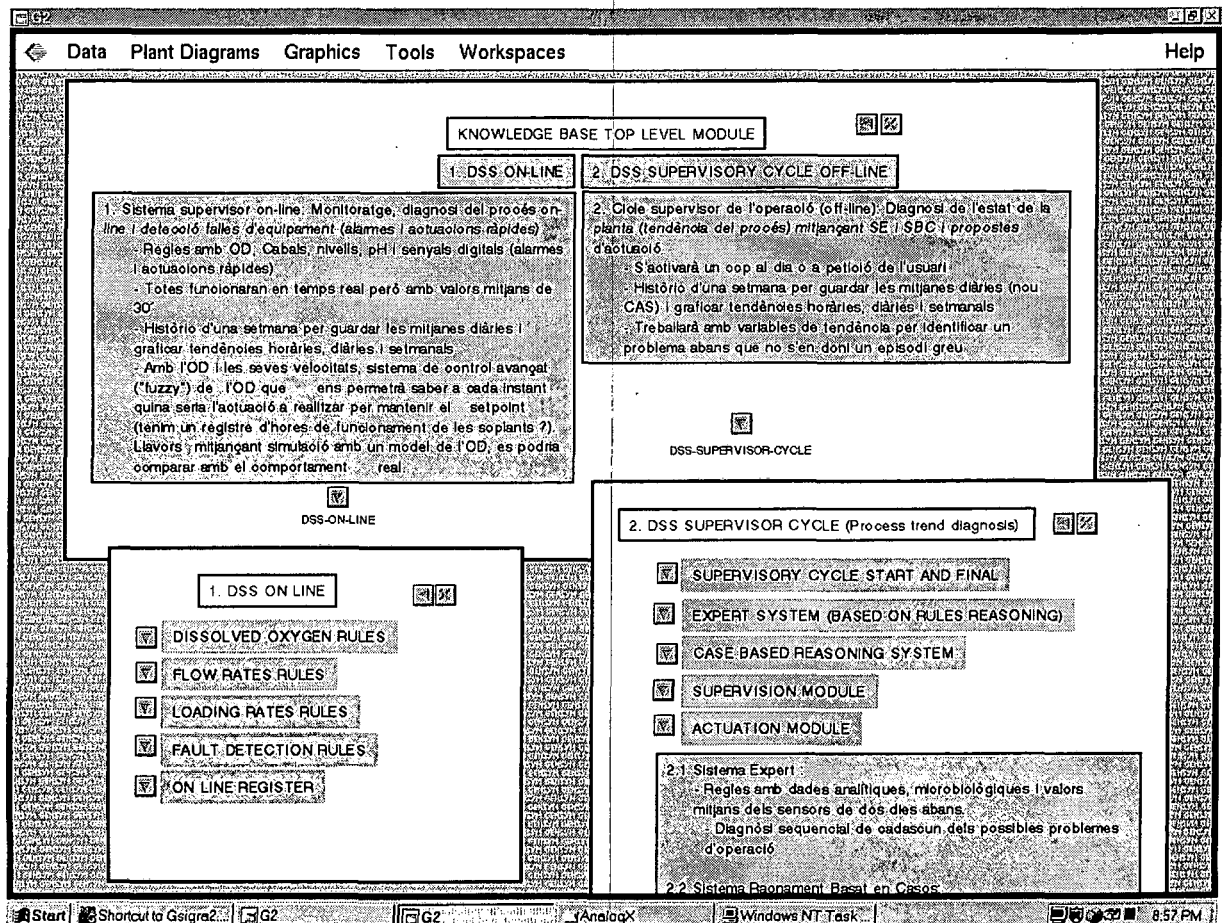 G2
Data Plant Diagrams Graphics Tools Workspaces Help
KNOWLEDGE BASE TOP LEVEL MODULE
1. DSS ON-LINE
2. DSS SUPERVISORY CYCLE OFF-LINE
1. Sistema supervisor on-line: Monitoratge, diagnosi del procés on-
line i detecció falles d'equipament (alarmes i actuacions ràpides)
- Regles amb OD, Cabals, nivells, pH i senyals digitals (alarmes
i actuacions ràpides)
- Totes funcionaran en temps real però amb valors mitjans de
30'
- Històric d'una setmana per guardar les mitjanes diàries i
graficar tendències horàries, diàries i setmanals
- Amb l'OD i les seves velocitats, sistema de control avançat
("fuzzy") de l'OD que ens permetrà saber a cada instant
quina seria l'actuació a realitzar per mantenir el setpoint
(tenim un registre d'hores de funcionament de les soplants ?).
Llavors, mitjançant simulació amb un model de l'OD, es podria
comparar amb el comportament real.
DSS-ON-LINE
2. Cicle supervisor de l'operació (off-line): Diagnosi de l'estat de la
planta (tendència del procés) mitjançant SE i SBC i propostes
d'actuació
- S'activarà un cop al dia o a petició de l'usuari
- Històric d'una setmana per guardar les mitjanes diàries (nou
CAS) i graficar tendències horàries, diàries i setmanals
- Treballarà amb variables de tendència per identificar un
problema abans que no s'en doni un episodi greu
DSS-SUPERVISOR-CYCLE
1. DSS ON LINE
DISSOLVED OXYGEN RULES
FLOW RATES RULES
LOADING RATES RULES
FAULT DETECTION RULES
ON LINE REGISTER
2. DSS SUPERVISOR CYCLE (Process trend diagnosis)
SUPERVISORY CYCLE START AND FINAL
EXPERT SYSTEM (BASED ON RULES REASONING)
CASE BASED REASONING SYSTEM
SUPERVISION MODULE
ACTUATION MODULE
2.1 Sistema Expert :
- Regles amb dades analítiques, microbiològiques i valors
mitjans dels sensors de dos dies abans.
- Diagnòsi sequencial de cadascun dels possibles problemes
d'operació
2.2 Sistema Raonament Basat en Casos:
Start Shortcut to Gsigra2... G2 G2 AnalogX Windows NT Task... 8:57 PM